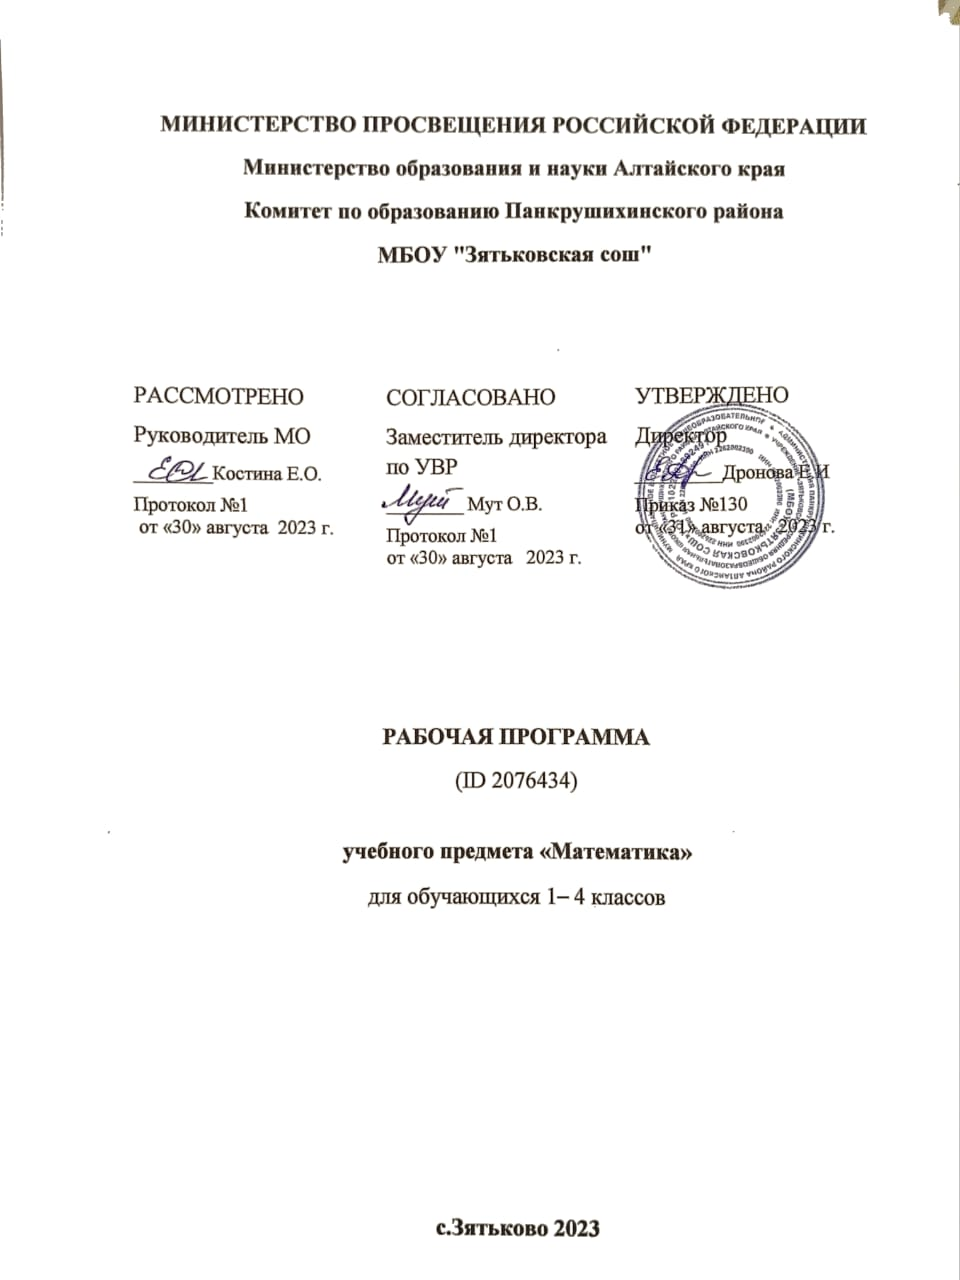 МИНИСТЕРСТВО ПРОСВЕЩЕНИЯ РОССИЙСКОЙ ФЕДЕРАЦИИ
Министерство образования и науки Алтайского края
Комитет по образованию Панкрушихинского района
МБОУ "Зятьковская сош"
РАССМОТРЕНО
Руководитель МО
Костина Е.О.
Протокол №1
от «30» августа 2023 г.
СОГЛАСОВАНО
Заместитель директора
по УВР
Мут О.В.
Протокол №1
от «30» августа 2023 г.
УТВЕРЖДЕНО
Директор
Дронова Е.И
Приказ №130
от «31» августа 2023 г.
РАБОЧАЯ ПРОГРАММА
(ID 2076434)
учебного предмета «Математика»
для обучающихся 1– 4 классов
с.Зятьково 2023